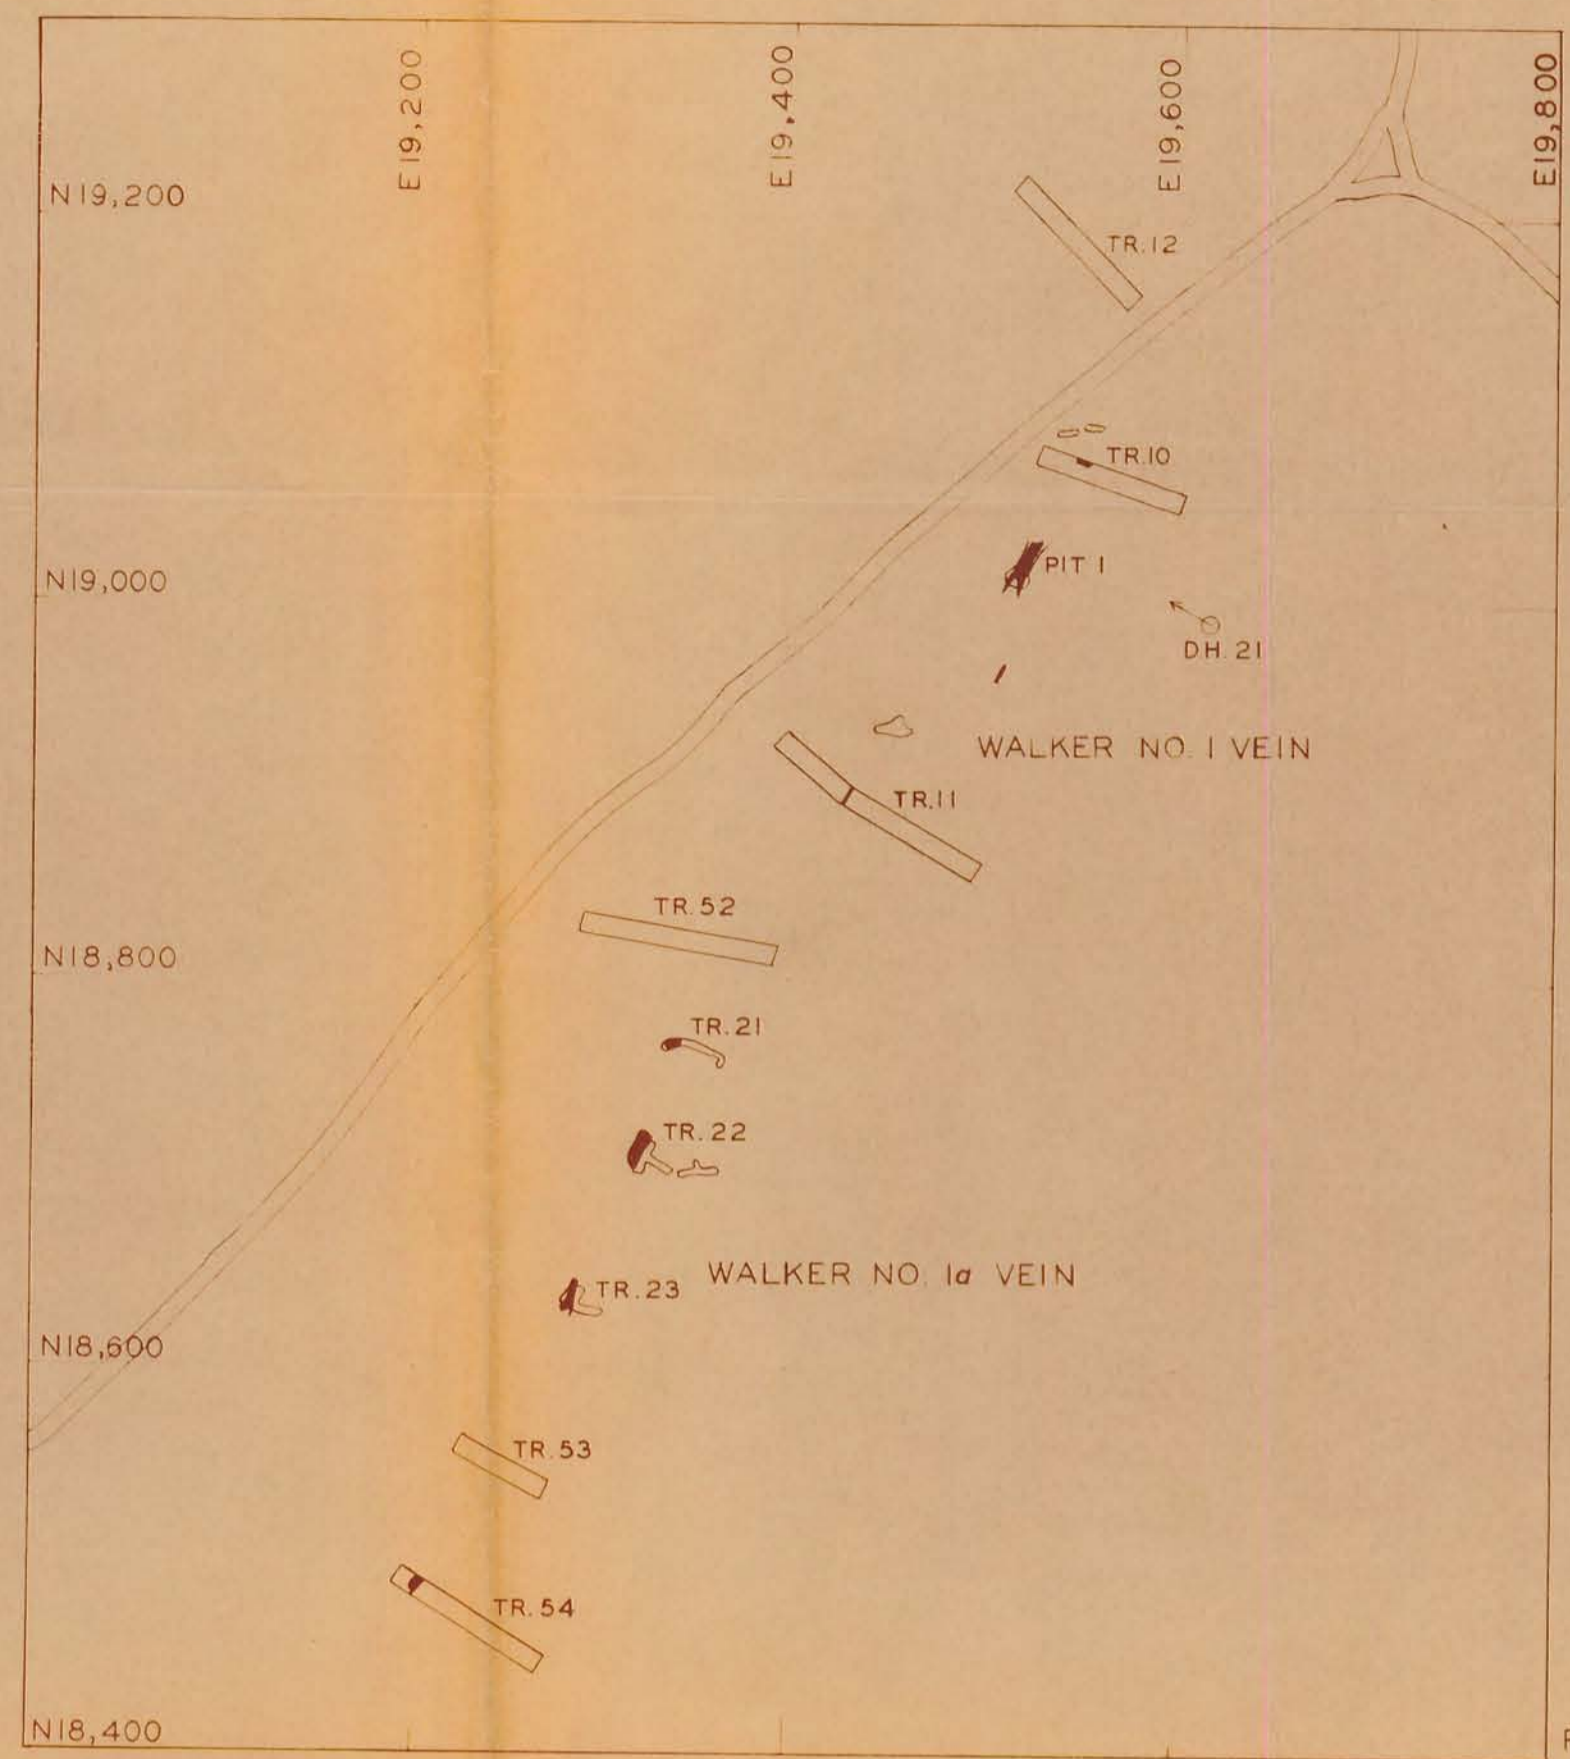 E19,200
E19,400
E19,600
E19,800
N19,200
TR.12
TR.10
N19,000
PIT 1
DH. 21
WALKER NO. 1 VEIN
TR.11
TR. 52
N18,800
TR. 21
TR. 22
WALKER NO. 1a VEIN
TR. 23
N18,600
TR. 53
TR. 54
N18,400